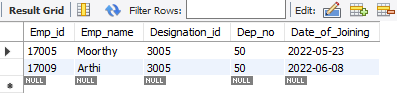 Result Grid Filter Rows: Edit:
Emp_id Emp_name Designation_id Dep_no Date_of_Joining
17005 Moorthy 3005 50 2022-05-23
17009 Arthi 3005 50 2022-06-08
NULL NULL NULL NULL NULL